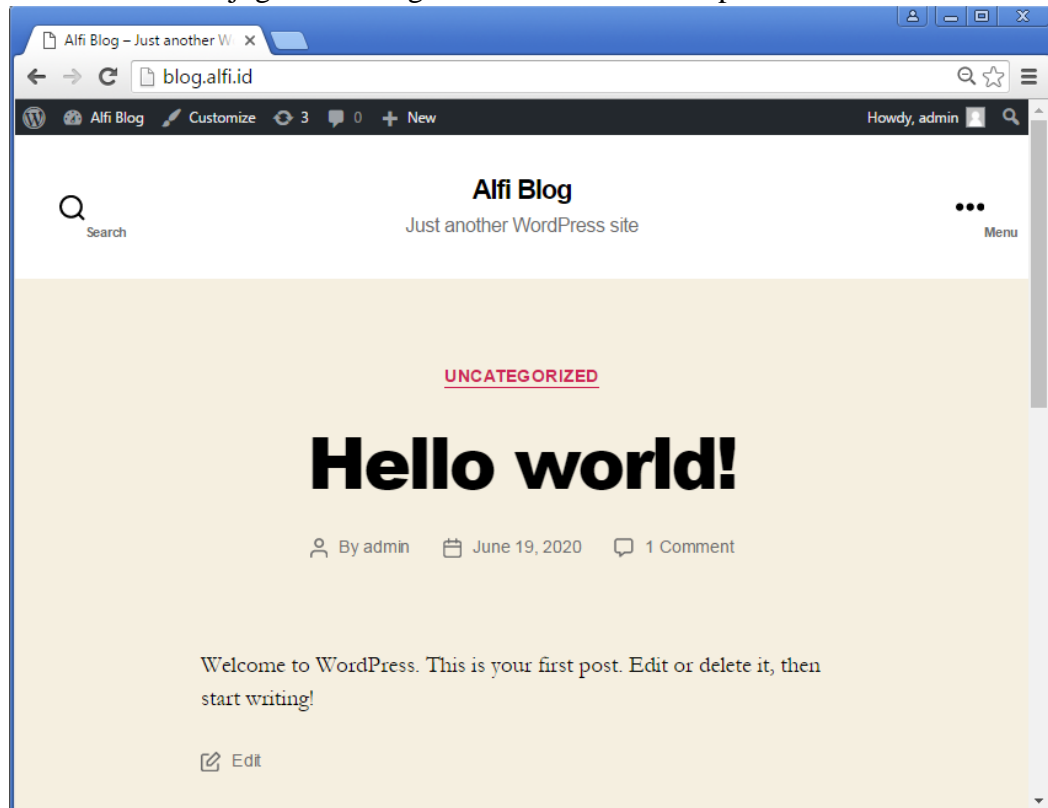 Alfi Blog – Just another W
blog.alfi.id
Alfi Blog Customize 3 0 + New Howdy, admin
Alfi Blog
Just another WordPress site
Search
Menu
UNCATEGORIZED
Hello world!
By admin June 19, 2020 1 Comment
Welcome to WordPress. This is your first post. Edit or delete it, then
start writing!
Edit